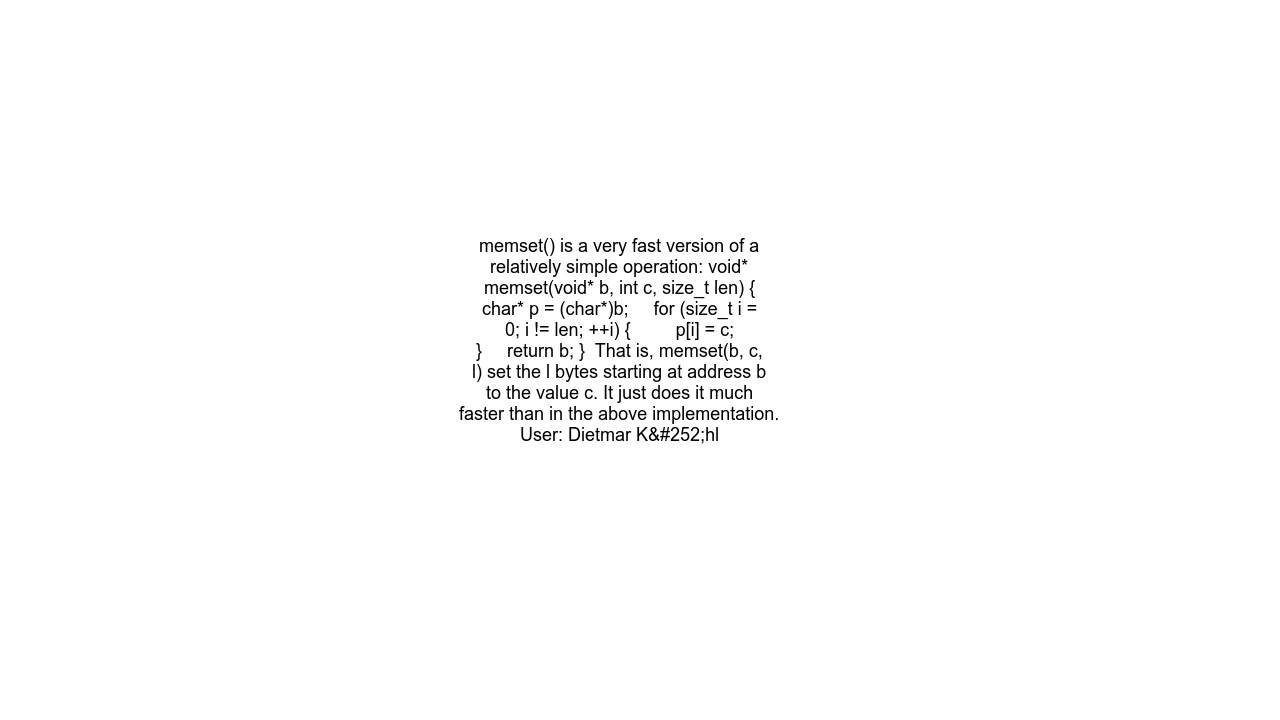 memset() is a very fast version of a
relatively simple operation: void*
memset(void* b, int c, size_t len) {
char* p = (char*)b;     for (size_t i =
0; i != len; ++i) {         p[i] = c;
}     return b; }  That is, memset(b, c,
l) set the l bytes starting at address b
to the value c. It just does it much
faster than in the above implementation.
User: Dietmar K&#252;hl